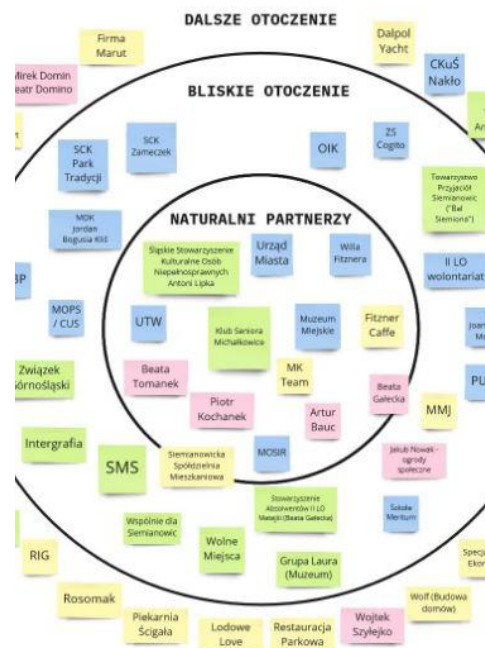 DALSZE OTOCZENIE
Firma
Marut
Dalpol
Yacht
CKuŚ
Nakło
Mirek Domin
BLISKIE OTOCZENIE
SCK
Park
Tradycji
SCK
Zameczek
OIK
ZS
Cogito
Towarzystwo
Przyjaciół
Siemianowic
("Bal
Siemiona")
MDK
Jordan
NATURALNI PARTNERZY
Śląskie Stowarzyszenie
Kulturalne Osób
Niepełnosprawnych
Antoni Lipka
Urząd
Miasta
Willa
Fitznera
II LO
wolontariat
MOPS
/ CUS
UTW
Klub Seniora
Michałkowice
Muzeum
Miejskie
Fitzner
Caffe
Związek
Górnośląski
Beata
Tomanek
MK
Team
Beata
Gałecka
PU
MMJ
Piotr
Kochanek
Artur
Bauc
Intergrafia
SMS
Siemianowicka
Spółdzielnia
Mieszkaniowa
MOSIR
Jakub Nowak -
ogrody
społeczne
Stowarzyszenie
Absolwentów II LO
Matejki (Beata Gałecka)
Szkoła
Meritum
Wspólnie dla
Siemianowic
Wolne
Miejsca
Grupa Laura
(Muzeum)
RIG
Rosomak
Piekarnia
Ścigała
Lodowe
Love
Restauracja
Parkowa
Wojtek
Szyłejko
Wolf (Budowa
domów)